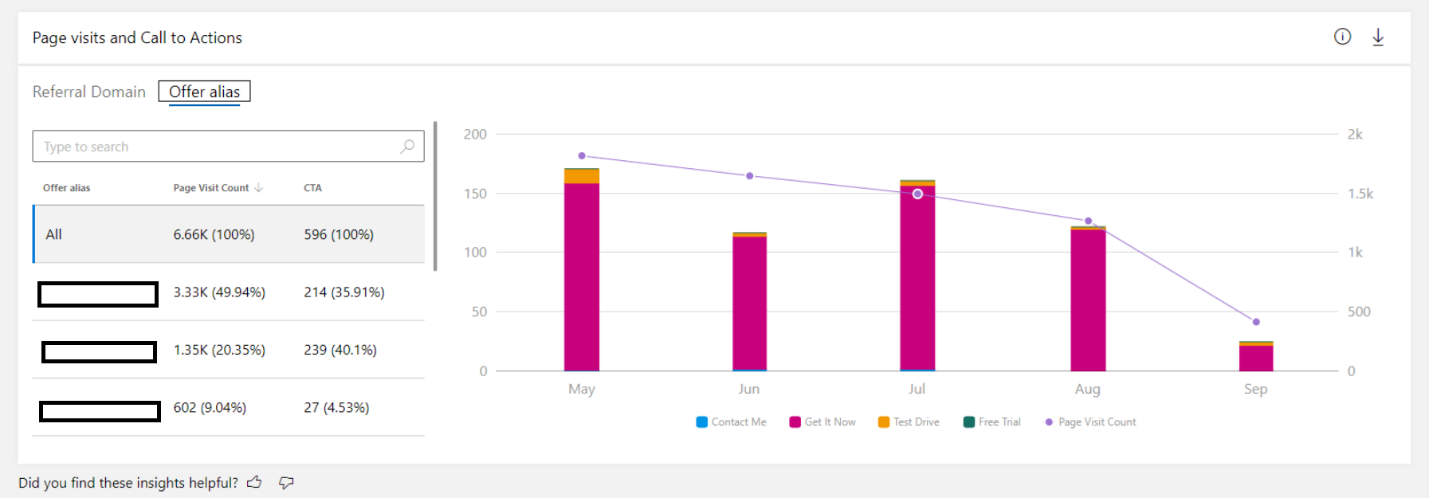 Page visits and Call to Actions
Referral Domain Offer alias
Type to search
Offer alias Page Visit Count CTA
All 6.66K (100%) 596 (100%)
3.33K (49.94%) 214 (35.91%)
1.35K (20.35%) 239 (40.1%)
602 (9.04%) 27 (4.53%)
200 2k
150 1.5k
100 1k
50 500
0 0
May Jun Jul Aug Sep
Contact Me Get It Now Test Drive Free Trial Page Visit Count
Did you find these insights helpful?